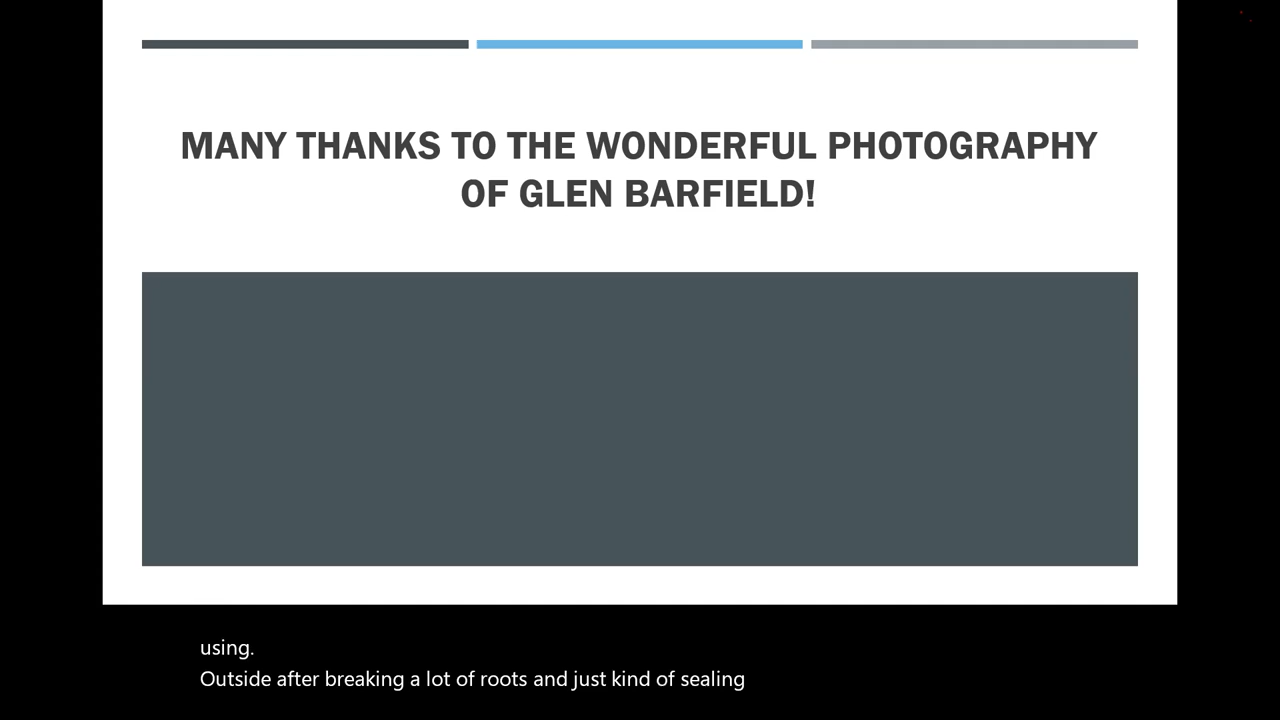 MANY THANKS TO THE WONDERFUL PHOTOGRAPHY
OF GLEN BARFIELD!
using.
Outside after breaking a lot of roots and just kind of sealing